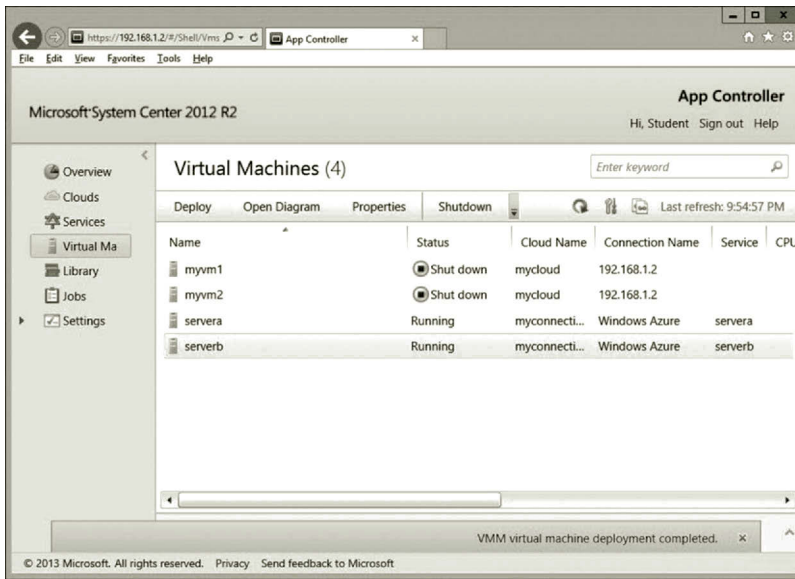 https://192.168.1.2/#/Shell/Vms
App Controller
File Edit View Favorites Tools Help
App Controller
Microsoft System Center 2012 R2
Hi, Student Sign out Help
Overview
Clouds
Services
Virtual Ma
Library
Jobs
Settings
Virtual Machines (4)
Enter keyword
Deploy Open Diagram Properties Shutdown Last refresh: 9:54:57 PM
Name Status Cloud Name Connection Name Service CPU
myvm1 Shut down mycloud 192.168.1.2
myvm2 Shut down mycloud 192.168.1.2
servera Running myconnecti... Windows Azure servera
serverb Running myconnecti... Windows Azure serverb
VMM virtual machine deployment completed.
© 2013 Microsoft. All rights reserved. Privacy Send feedback to Microsoft